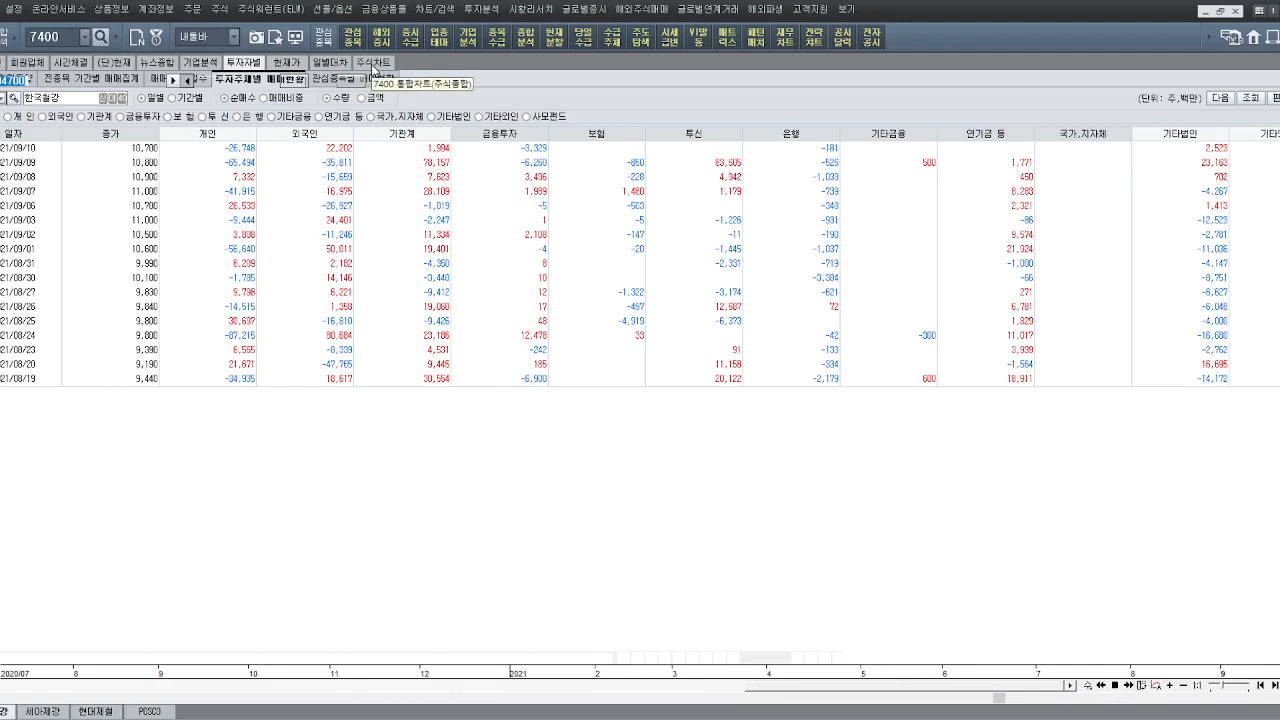 설정 온라인서비스 상품정보 계좌정보 주문 주식 주식워런트(ELW) 선물/옵션 금융상품몰 차트/검색 투자분석 시황리서치 글로벌증시 해외주식매매 글로벌연계거래 해외파생 고객지원 보기
7400 내툴바 관심종목 관심종목 해외증시 증시수급 업종테마 기업분석 종목수급 종합분석 현재분할 당일수급 수급주체 주도탐색 시세급변 VI발동 매트릭스 패턴매치 재무차트 전략차트 공시달력 전자공시
회원업체 시간체결 (단)현재 뉴스종합 기업분석 투자자별 현재가 일별대차 주식차트
04700 전종목 기간별 매매집계 투자주체별 매매현황 관심종목별
7400 통합차트(주식종합)
한국철강 일별 기간별 순매수 매매비중 수량 금액 (단위: 주,백만) 다음 조회
개 인 외국인 기관계 금융투자 보 험 투 신 은 행 기타금융 연기금 등 국가,지자체 기타법인 기타외인 사모펀드
일자 종가 개인 외국인 기관계 금융투자 보험 투신 은행 기타금융 연기금 등 국가,지자체 기타법인
21/09/10 10,700 -26,748 22,202 1,994 -3,329 -181 2,523
21/09/09 10,800 -65,494 -35,811 78,157 -6,260 -850 83,605 -526 500 1,771 23,163
21/09/08 10,900 7,332 -15,659 7,623 3,496 -228 4,942 -1,039 450 702
21/09/07 11,000 -41,915 16,975 28,109 1,989 1,480 1,179 -739 8,283 -4,267
21/09/06 10,700 26,533 -26,927 -1,019 -5 -503 -348 2,321 1,413
21/09/03 11,000 -9,444 24,401 -2,247 1 -5 -1,226 -931 -86 -12,523
21/09/02 10,500 3,808 -11,246 11,334 2,108 -147 -11 -190 9,574 -2,781
21/09/01 10,600 -56,640 50,011 19,401 -4 -20 -1,445 -1,037 21,924 -11,036
21/08/31 9,990 6,209 2,182 -4,350 8 -2,331 -719 -1,000 -4,147
21/08/30 10,100 -1,785 14,146 -3,440 10 -3,384 -66 -8,751
21/08/27 9,830 9,798 6,221 -9,412 12 -1,322 -3,174 -621 271 -6,627
21/08/26 9,840 -14,515 1,358 19,060 17 -497 12,687 72 6,781 -6,048
21/08/25 9,800 30,697 -16,810 -9,426 48 -4,919 -6,373 1,829 -4,000
21/08/24 9,800 -87,215 80,684 23,186 12,478 33 -42 -300 11,017 -16,680
21/08/23 9,390 6,565 -8,339 4,531 -242 91 -133 3,939 -2,762
21/08/20 9,190 21,671 -47,765 9,445 185 11,158 -334 -1,564 16,695
21/08/19 9,440 -34,935 18,617 30,554 -6,900 20,122 -2,179 600 18,911 -14,172
2020/07 8 9 10 11 12 2021 2 3 4 5 6 7 8 9
1:1
세아제강 현대제철 POSCO